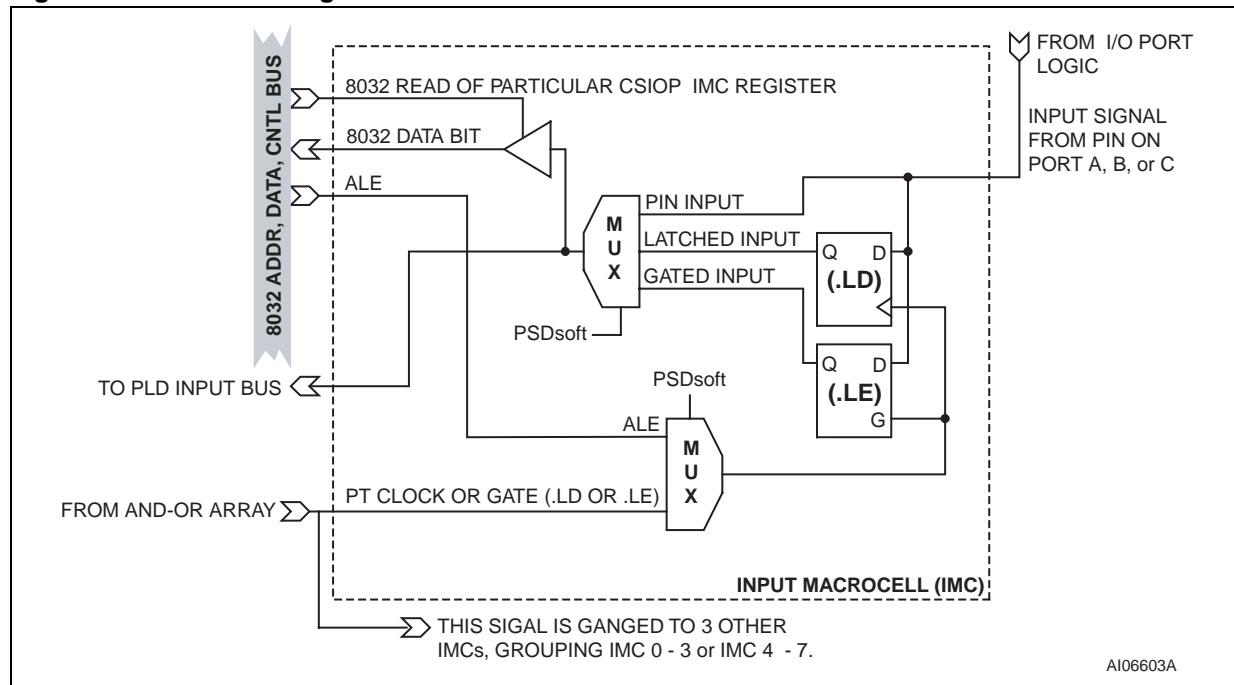 8032 ADDR, DATA, CNTL BUS
8032 READ OF PARTICULAR CSIOP IMC REGISTER
8032 DATA BIT
ALE
FROM I/O PORT
LOGIC
INPUT SIGNAL
FROM PIN ON
PORT A, B, or C
MUX
PIN INPUT
LATCHED INPUT
GATED INPUT
Q D
(.LD)
PSDsoft
Q D
(.LE)
G
TO PLD INPUT BUS
PSDsoft
ALE
MUX
PT CLOCK OR GATE (.LD OR .LE)
FROM AND-OR ARRAY
INPUT MACROCELL (IMC)
THIS SIGAL IS GANGED TO 3 OTHER
IMCs, GROUPING IMC 0 - 3 or IMC 4 - 7.
AI06603A